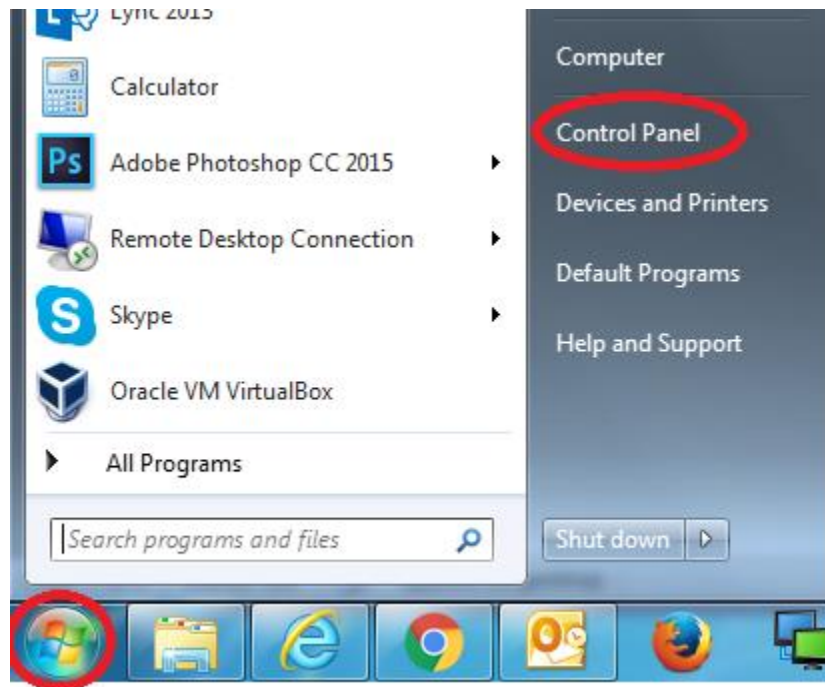 Lync 2013
Calculator
Ps Adobe Photoshop CC 2015
Remote Desktop Connection
Skype
Oracle VM VirtualBox
All Programs
Search programs and files
Computer
Control Panel
Devices and Printers
Default Programs
Help and Support
Shut down